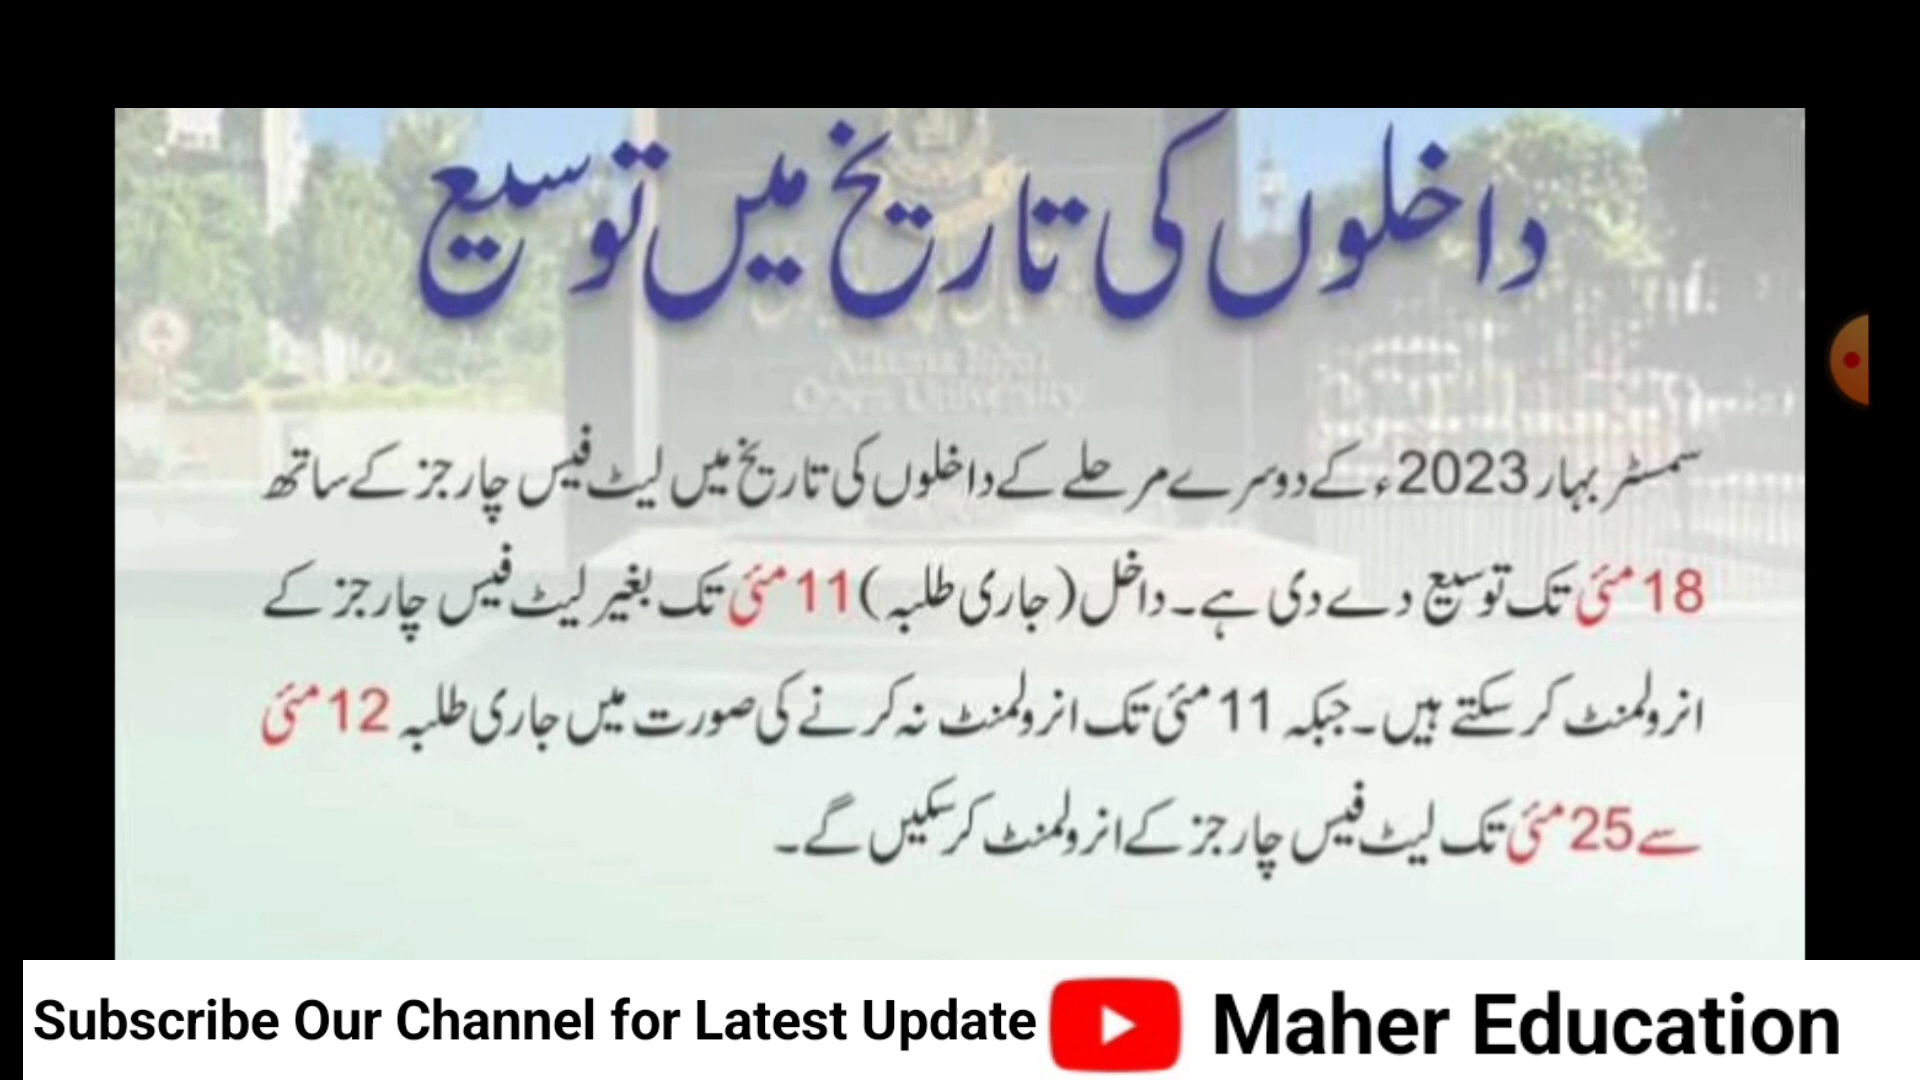 داخلوں کی تاریخ میں توسیع
Allama Iqbal
Open University
سمسٹر بہار 2023ء کے دوسرے مرحلے کے داخلوں کی تاریخ میں لیٹ فیس چارجز کے ساتھ
18 مئی تک توسیع دے دی ہے۔ داخل (جاری طلبہ) 11 مئی تک بغیر لیٹ فیس چارجز کے
انرولمنٹ کر سکتے ہیں۔ جبکہ 11 مئی تک انرولمنٹ نہ کرنے کی صورت میں جاری طلبہ 12 مئی
سے 25 مئی تک لیٹ فیس چارجز کے انرولمنٹ کر سکیں گے۔
Subscribe Our Channel for Latest Update Maher Education